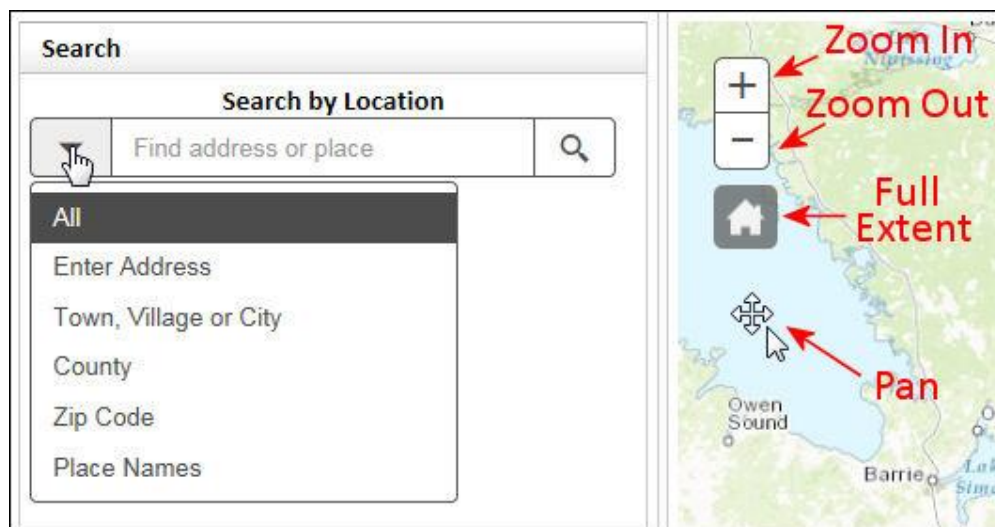 Search
Search by Location
Find address or place
All
Enter Address
Town, Village or City
County
Zip Code
Place Names
Zoom In
Nipissing
+
Zoom Out
−
Full
Extent
Pan
Owen
Sound
Barrie